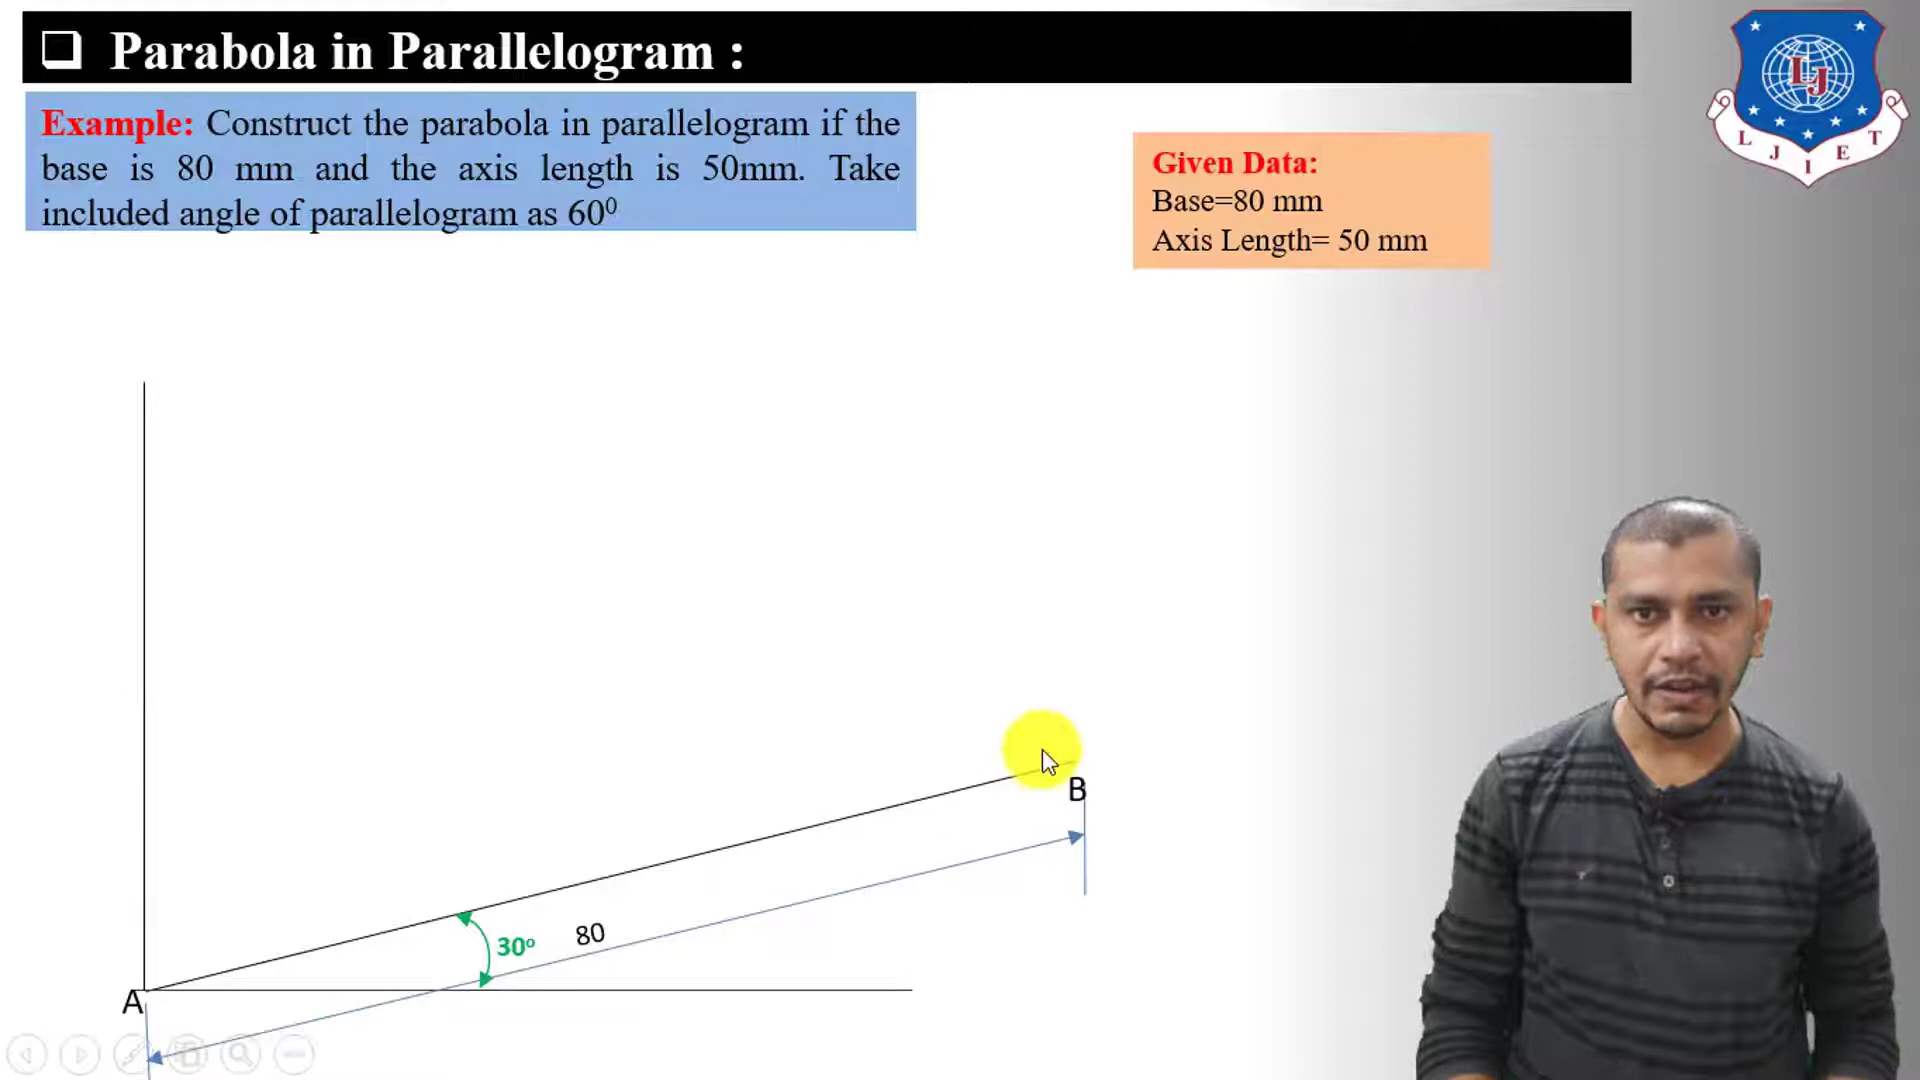 Parabola in Parallelogram :
Example: Construct the parabola in parallelogram if the
base is 80 mm and the axis length is 50mm. Take
included angle of parallelogram as 60⁰
Given Data:
Base=80 mm
Axis Length= 50 mm
LJ
L J I E T
B
30º
80
A